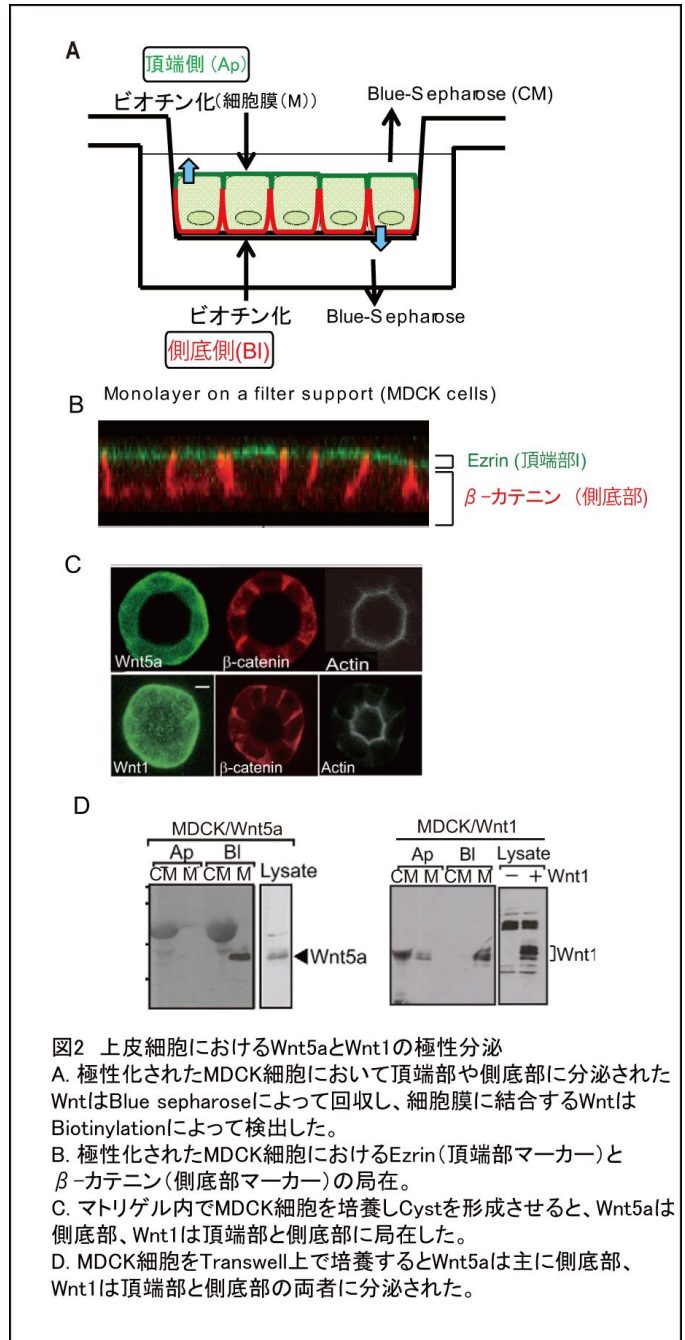 A
頂端側(Ap)
ビオチン化(細胞膜(M))
Blue-Sepharose (CM)
ビオチン化
Blue-Sepharose
側底側(Bl)
B
Monolayer on a filter support (MDCK cells)
Ezrin (頂端部l)
β-カテニン (側底部)
C
Wnt5a
β-catenin
Actin
Wnt1
β-catenin
Actin
D
MDCK/Wnt5a
Ap Bl
CM M CM M Lysate
Wnt5a
MDCK/Wnt1
Ap Bl Lysate
CM M CM M − + Wnt1
Wnt1
図2 上皮細胞におけるWnt5aとWnt1の極性分泌
A. 極性化されたMDCK細胞において頂端部や側底部に分泌された
WntはBlue sepharoseによって回収し、細胞膜に結合するWntは
Biotinylationによって検出した。
B. 極性化されたMDCK細胞におけるEzrin(頂端部マーカー)と
β-カテニン(側底部マーカー)の局在。
C. マトリゲル内でMDCK細胞を培養しCystを形成させると、Wnt5aは
側底部、Wnt1は頂端部と側底部に局在した。
D. MDCK細胞をTranswell上で培養するとWnt5aは主に側底部、
Wnt1は頂端部と側底部の両者に分泌された。